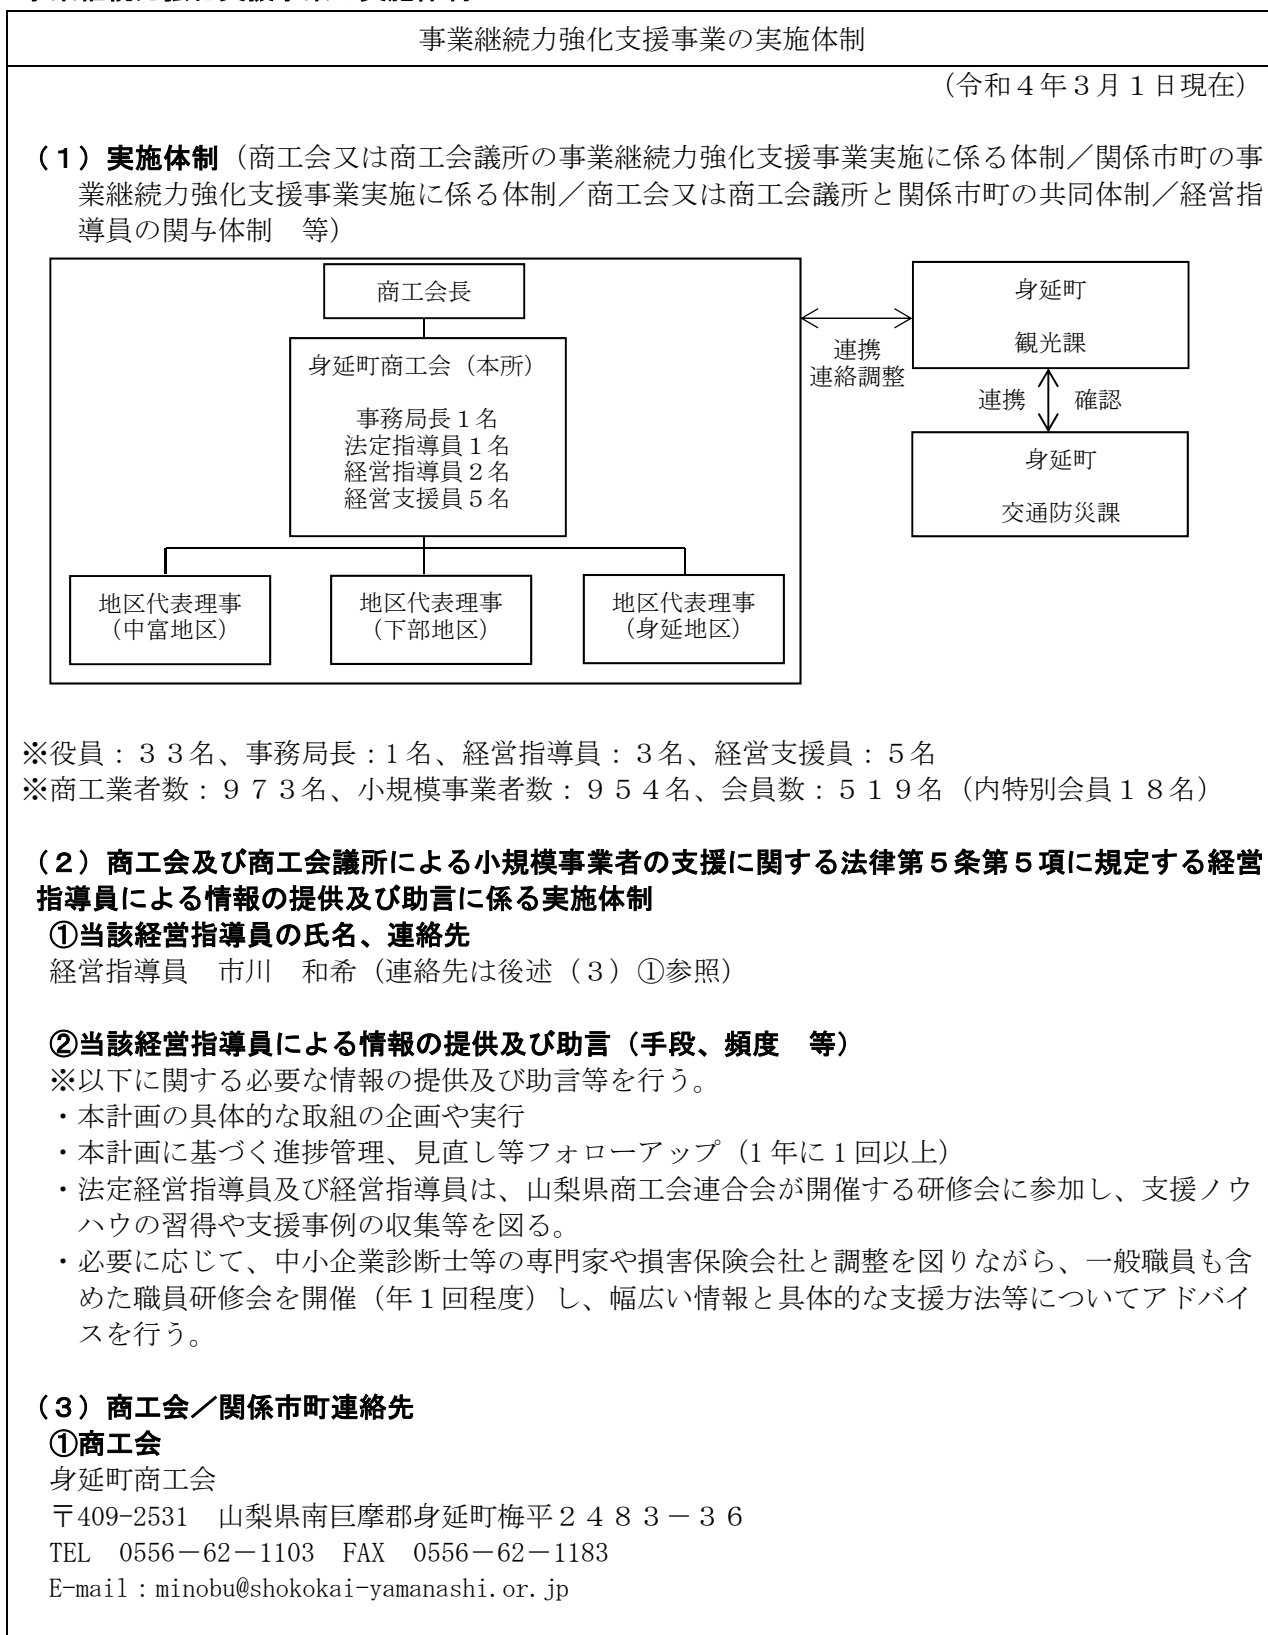 事業継続力強化支援事業の実施体制
（令和４年３月１日現在）
（１）実施体制（商工会又は商工会議所の事業継続力強化支援事業実施に係る体制／関係市町の事
業継続力強化支援事業実施に係る体制／商工会又は商工会議所と関係市町の共同体制／経営指
導員の関与体制　等）
商工会長
身延町商工会（本所）
事務局長１名
法定指導員１名
経営指導員２名
経営支援員５名
地区代表理事
（中富地区）
地区代表理事
（下部地区）
地区代表理事
（身延地区）
連携
連絡調整
身延町
観光課
連携
確認
身延町
交通防災課
※役員：３３名、事務局長：1名、経営指導員：３名、経営支援員：５名
※商工業者数：９７３名、小規模事業者数：９５４名、会員数：５１９名（内特別会員１８名）
（２）商工会及び商工会議所による小規模事業者の支援に関する法律第５条第５項に規定する経営
指導員による情報の提供及び助言に係る実施体制
①当該経営指導員の氏名、連絡先
経営指導員　市川　和希（連絡先は後述（３）①参照）
②当該経営指導員による情報の提供及び助言（手段、頻度　等）
※以下に関する必要な情報の提供及び助言等を行う。
・本計画の具体的な取組の企画や実行
・本計画に基づく進捗管理、見直し等フォローアップ（1年に１回以上）
・法定経営指導員及び経営指導員は、山梨県商工会連合会が開催する研修会に参加し、支援ノウ
ハウの習得や支援事例の収集等を図る。
・必要に応じて、中小企業診断士等の専門家や損害保険会社と調整を図りながら、一般職員も含
めた職員研修会を開催（年１回程度）し、幅広い情報と具体的な支援方法等についてアドバイ
スを行う。
（３）商工会／関係市町連絡先
①商工会
身延町商工会
〒409-2531　山梨県南巨摩郡身延町梅平２４８３－３６
TEL　0556－62－1103　FAX　0556－62－1183
E-mail：minobu@shokokai-yamanashi.or.jp